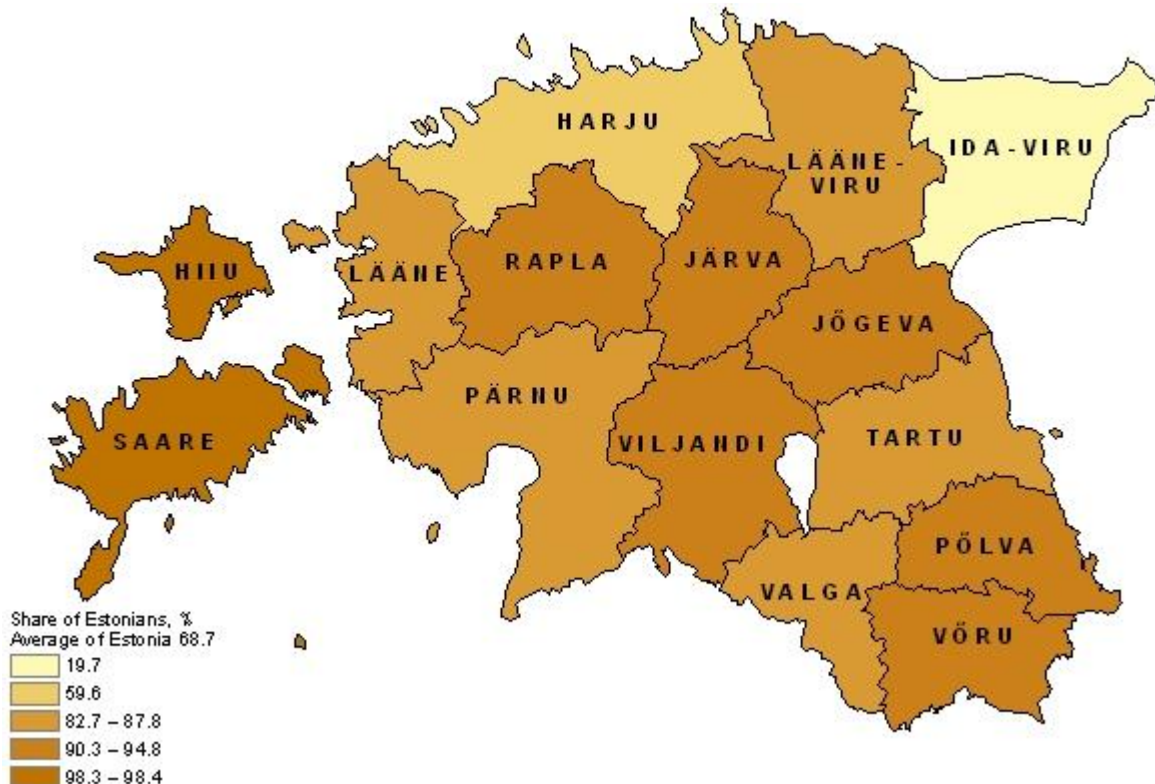 HARJU
IDA-VIRU
LÄÄNE-
VIRU
HIIU
LÄÄNE
RAPLA
JÄRVA
JÕGEVA
PÄRNU
SAARE
VILJANDI
TARTU
PÕLVA
VALGA
VÕRU
Share of Estonians, %
Average of Estonia 68.7
19.7
59.6
82.7 – 87.8
90.3 – 94.8
98.3 – 98.4